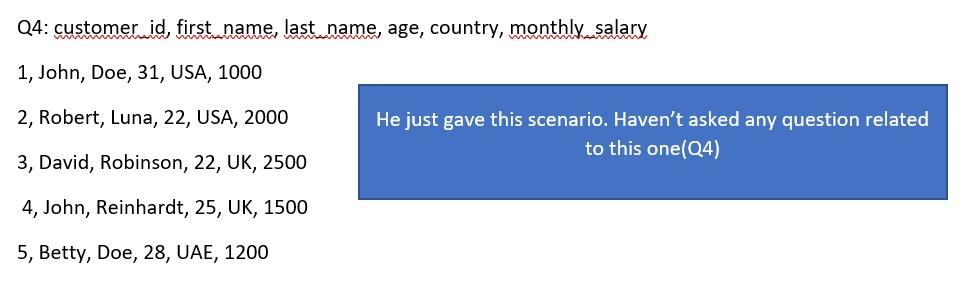 Q4: customer_id, first_name, last_name, age, country, monthly_salary
1, John, Doe, 31, USA, 1000
2, Robert, Luna, 22, USA, 2000
3, David, Robinson, 22, UK, 2500
4, John, Reinhardt, 25, UK, 1500
5, Betty, Doe, 28, UAE, 1200
He just gave this scenario. Haven’t asked any question related
to this one(Q4)